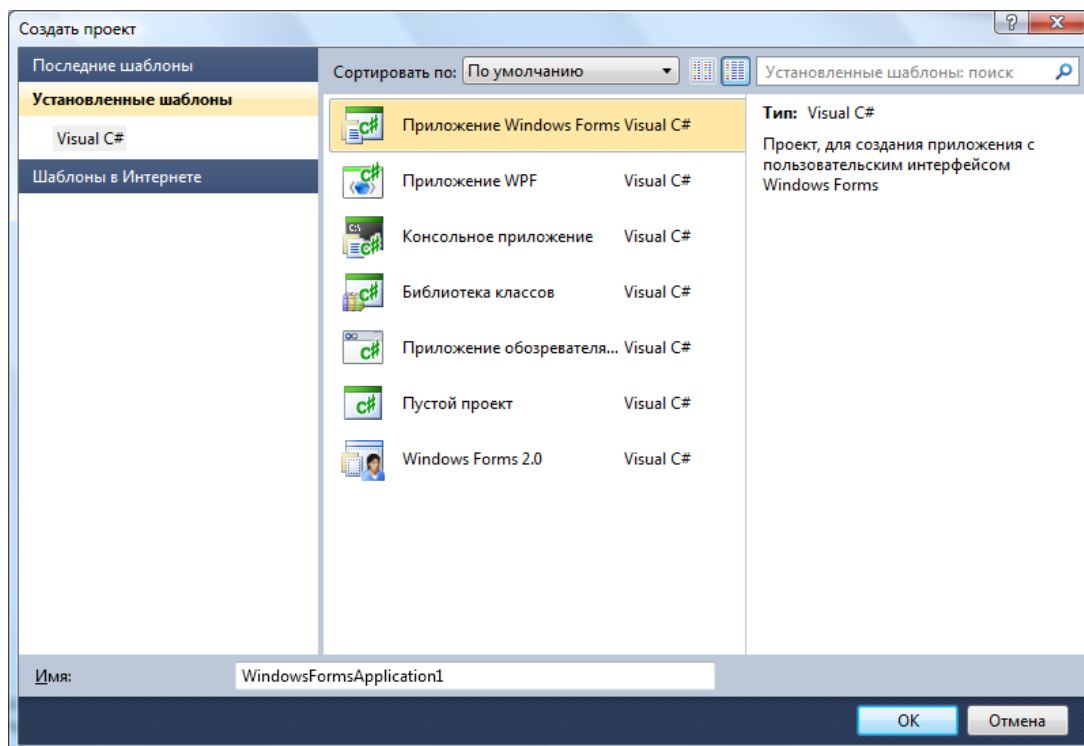 Создать проект
Последние шаблоны
Установленные шаблоны
Visual C#
Шаблоны в Интернете
Сортировать по: По умолчанию
Установленные шаблоны: поиск
Приложение Windows Forms Visual C#
Приложение WPF Visual C#
Консольное приложение Visual C#
Библиотека классов Visual C#
Приложение обозревателя... Visual C#
Пустой проект Visual C#
Windows Forms 2.0 Visual C#
Тип: Visual C#
Проект, для создания приложения с
пользовательским интерфейсом
Windows Forms
Имя: WindowsFormsApplication1
OK Отмена